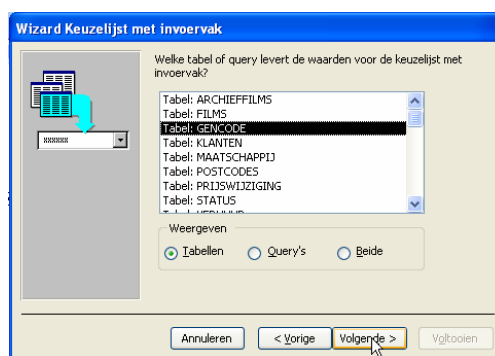 Wizard Keuzelijst met invoervak
Welke tabel of query levert de waarden voor de keuzelijst met
invoervak?
xxxxxx
Tabel: ARCHIEFFILMS
Tabel: FILMS
Tabel: GENCODE
Tabel: KLANTEN
Tabel: MAATSCHAPPIJ
Tabel: POSTCODES
Tabel: PRIJSWIJZIGING
Tabel: STATUS
Weergeven
Tabellen Query's Beide
Annuleren < Vorige Volgende > Voltooien